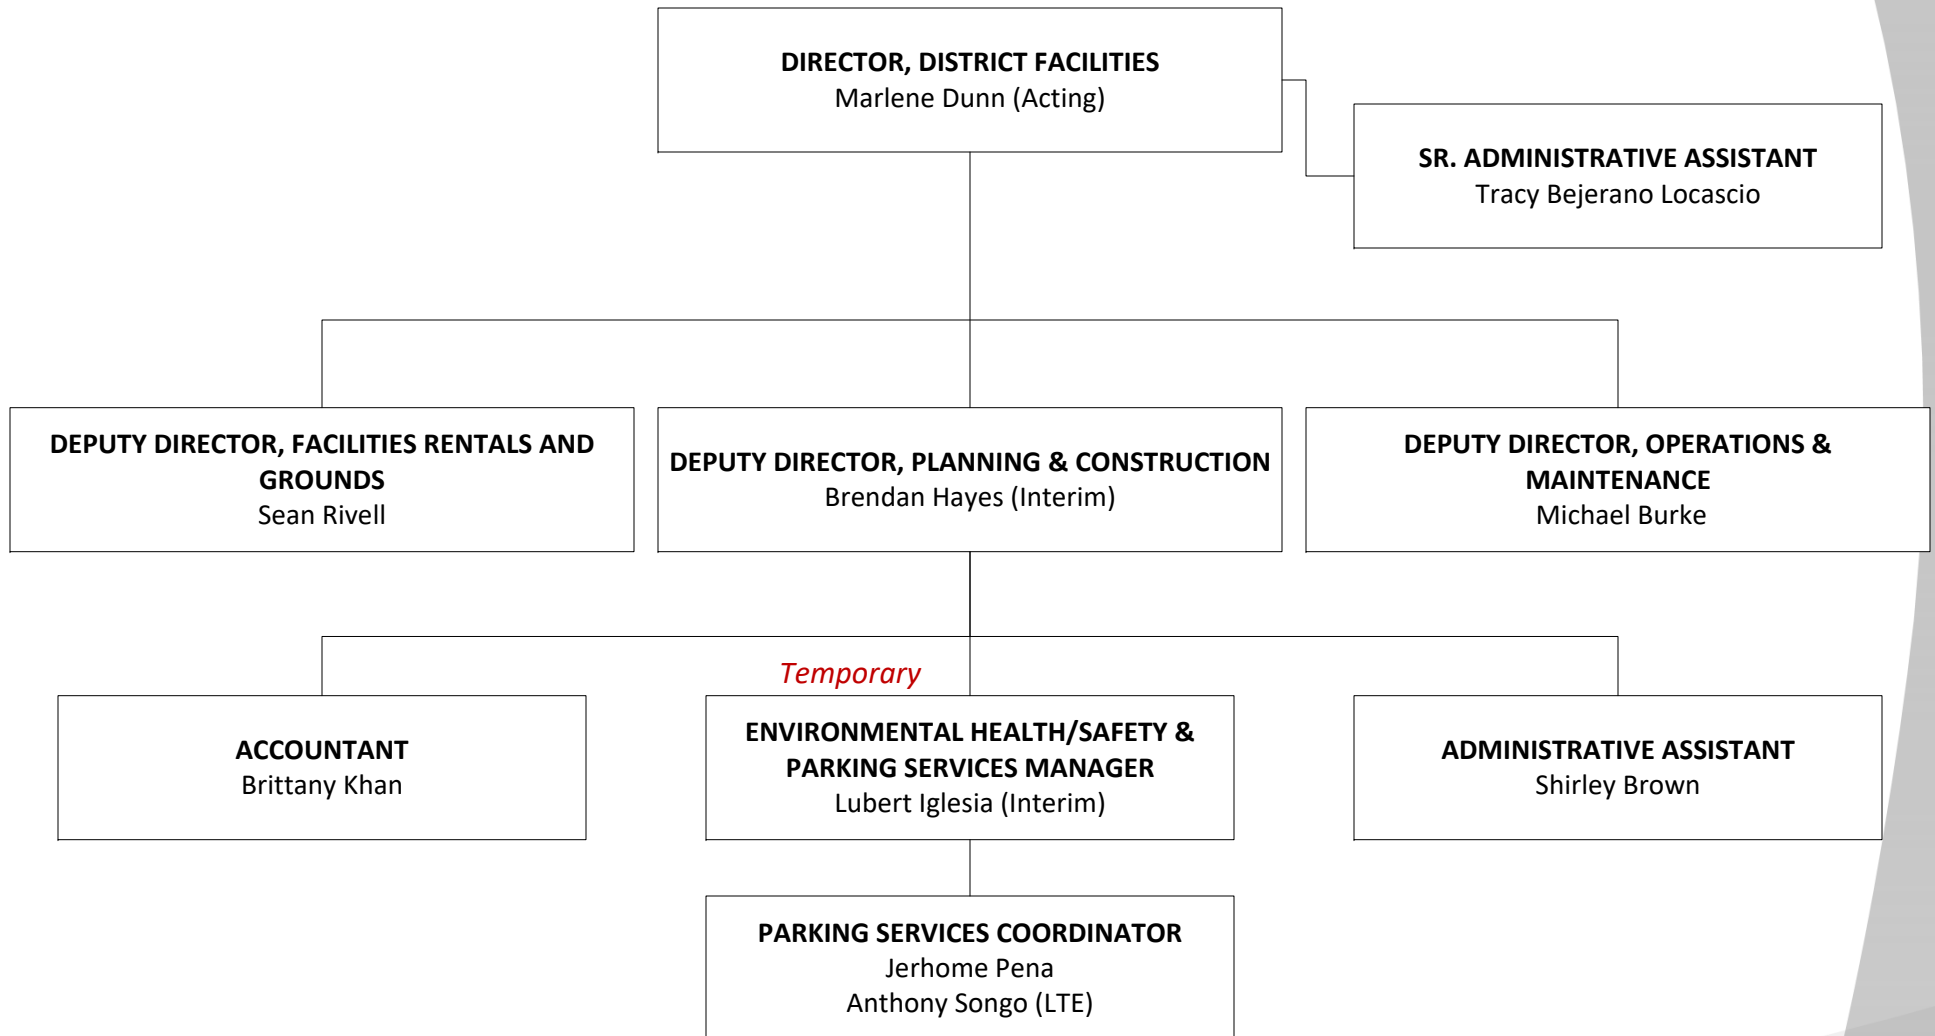 DIRECTOR, DISTRICT FACILITIES
Marlene Dunn (Acting)
SR. ADMINISTRATIVE ASSISTANT
Tracy Bejerano Locascio
DEPUTY DIRECTOR, FACILITIES RENTALS AND
GROUNDS
Sean Rivell
DEPUTY DIRECTOR, PLANNING & CONSTRUCTION
Brendan Hayes (Interim)
DEPUTY DIRECTOR, OPERATIONS &
MAINTENANCE
Michael Burke
Temporary
ACCOUNTANT
Brittany Khan
ENVIRONMENTAL HEALTH/SAFETY &
PARKING SERVICES MANAGER
Lubert Iglesia (Interim)
ADMINISTRATIVE ASSISTANT
Shirley Brown
PARKING SERVICES COORDINATOR
Jerhome Pena
Anthony Songo (LTE)